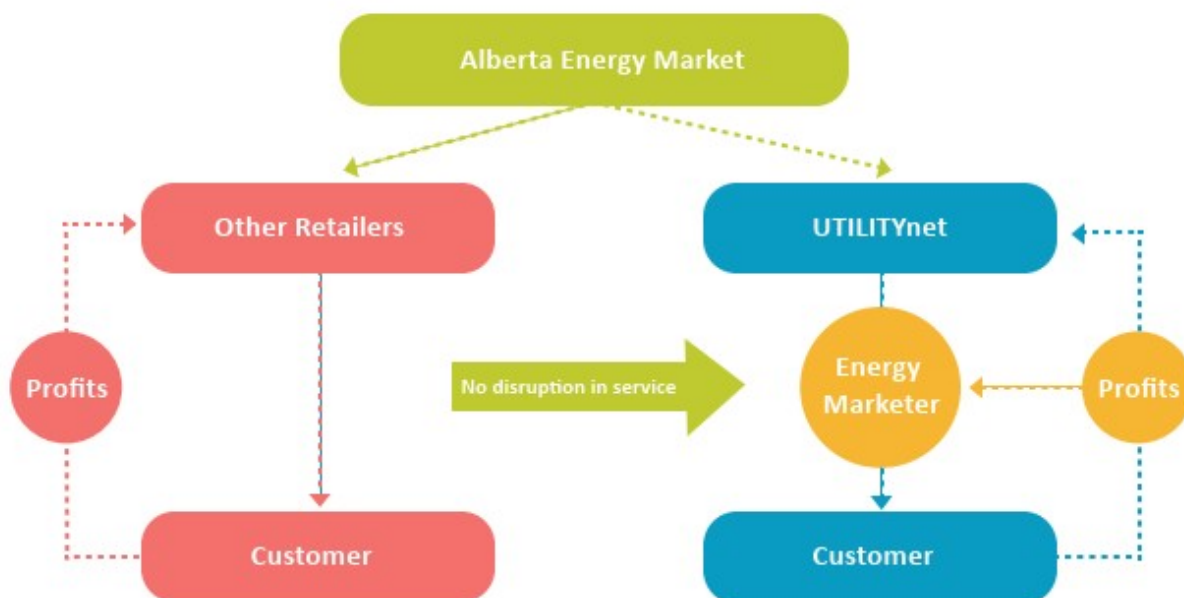 Alberta Energy Market
Other Retailers
UTILITYnet
Profits
No disruption in service
Energy
Marketer
Profits
Customer
Customer